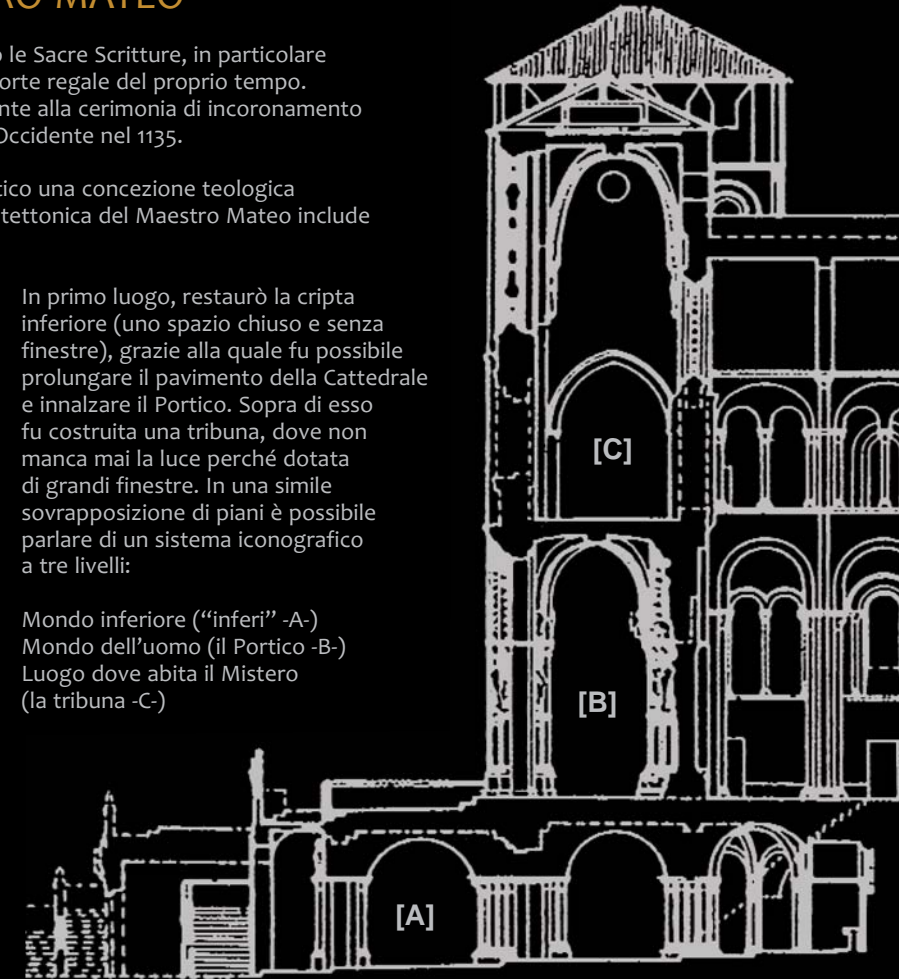 MATEO
le Sacre Scritture, in particolare
orte regale del proprio tempo.
nte alla cerimonia di incoronamento
Occidente nel 1135.
tico una concezione teologica
tettonica del Maestro Mateo include
In primo luogo, restaurò la cripta
inferiore (uno spazio chiuso e senza
finestre), grazie alla quale fu possibile
prolungare il pavimento della Cattedrale
e innalzare il Portico. Sopra di esso
fu costruita una tribuna, dove non
manca mai la luce perché dotata
di grandi finestre. In una simile
sovrapposizione di piani è possibile
parlare di un sistema iconografico
a tre livelli:
Mondo inferiore (“inferi” -A-)
Mondo dell’uomo (il Portico -B-)
Luogo dove abita il Mistero
(la tribuna -C-)
[C]
[B]
[A]